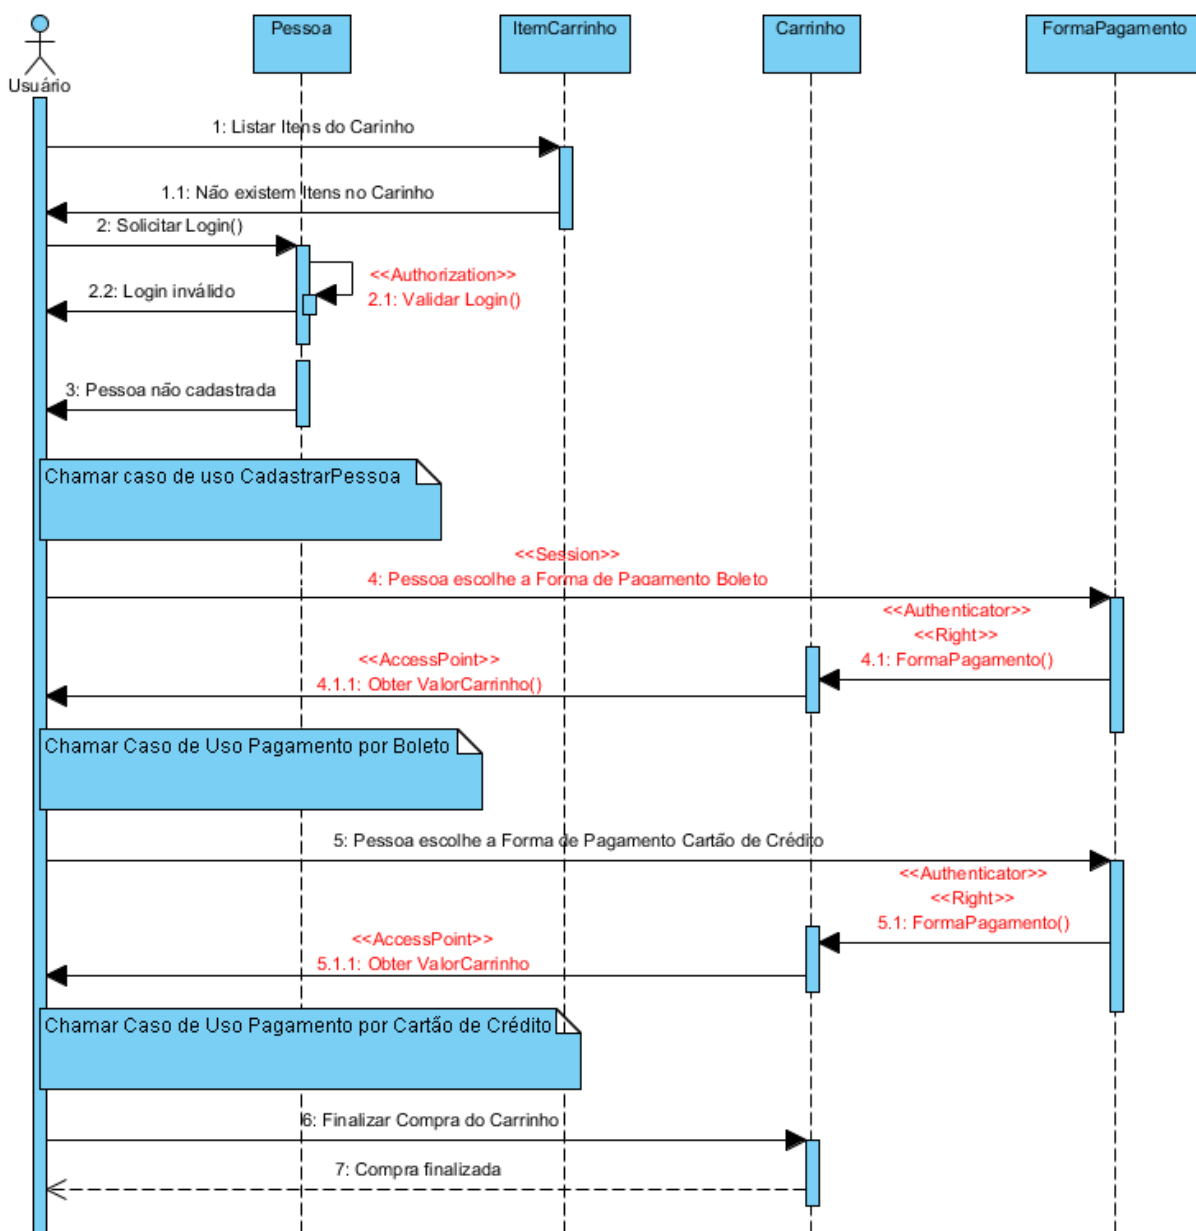 Pessoa
ItemCarrinho
Carrinho
FormaPagamento
Usuário
1: Listar Itens do Carinho
1.1: Não existem Itens no Carinho
2: Solicitar Login()
<<Authorization>>
2.1: Validar Login()
2.2: Login inválido
3: Pessoa não cadastrada
Chamar caso de uso CadastrarPessoa
<<Session>>
4: Pessoa escolhe a Forma de Pagamento Boleto
<<Authenticator>>
<<Right>>
4.1: FormaPagamento()
<<AccessPoint>>
4.1.1: Obter ValorCarrinho()
Chamar Caso de Uso Pagamento por Boleto
5: Pessoa escolhe a Forma de Pagamento Cartão de Crédito
<<Authenticator>>
<<Right>>
5.1: FormaPagamento()
<<AccessPoint>>
5.1.1: Obter ValorCarrinho
Chamar Caso de Uso Pagamento por Cartão de Crédito
6: Finalizar Compra do Carrinho
7: Compra finalizada